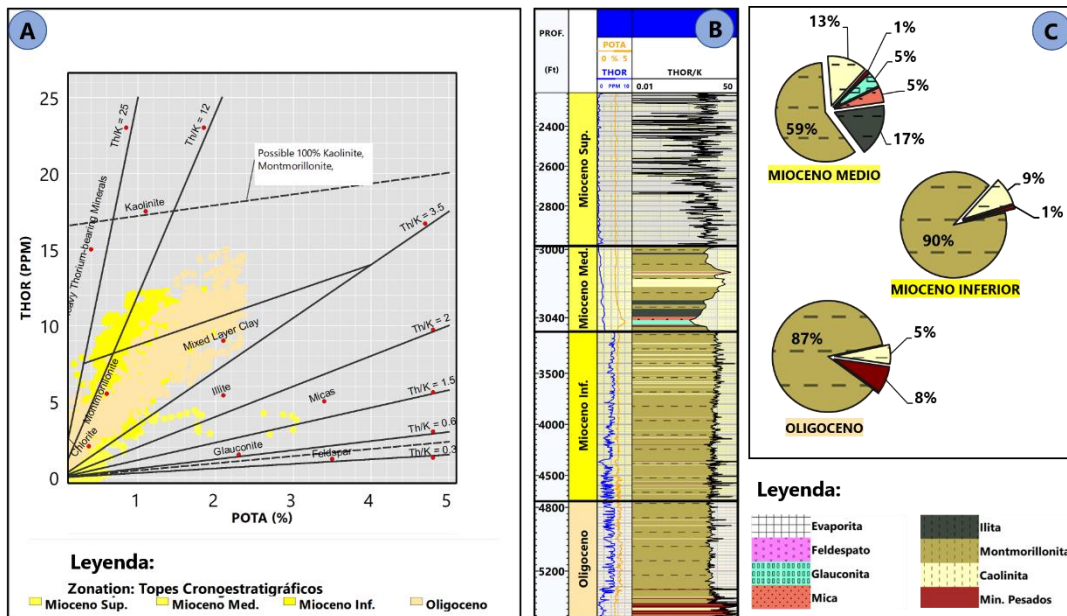 A
25
20
15
10
5
0
THOR (PPM)
1
2
3
4
5
POTA (%)
Th/K = 25
Th/K = 12
Possible 100% Kaolinite,
Montmorillonite,
Kaolinite
Thorium-bearing Minerals
Th/K = 3.5
Mixed Layer Clay
Th/K = 2
Montmorillonite
Illite
Micas
Th/K = 1.5
Chlorite
Glauconite
Th/K = 0.6
Feldspar
Th/K = 0.3
Leyenda:
Zonation: Topes Cronoestratigráficos
Mioceno Sup.
Mioceno Med.
Mioceno Inf.
Oligoceno
B
PROF.
(Ft)
POTA
0 % 5
THOR
0 PPM 10
THOR/K
0.01 50
Mioceno Sup.
2400
2600
2800
Mioceno Med.
3000
3040
Mioceno Inf.
3500
4000
4500
Oligoceno
4800
5200
C
13%
1%
5%
5%
17%
59%
MIOCENO MEDIO
9%
1%
90%
MIOCENO INFERIOR
87%
5%
8%
OLIGOCENO
Leyenda:
Evaporita
Feldespato
Glauconita
Mica
Ilita
Montmorillonita
Caolinita
Min. Pesados